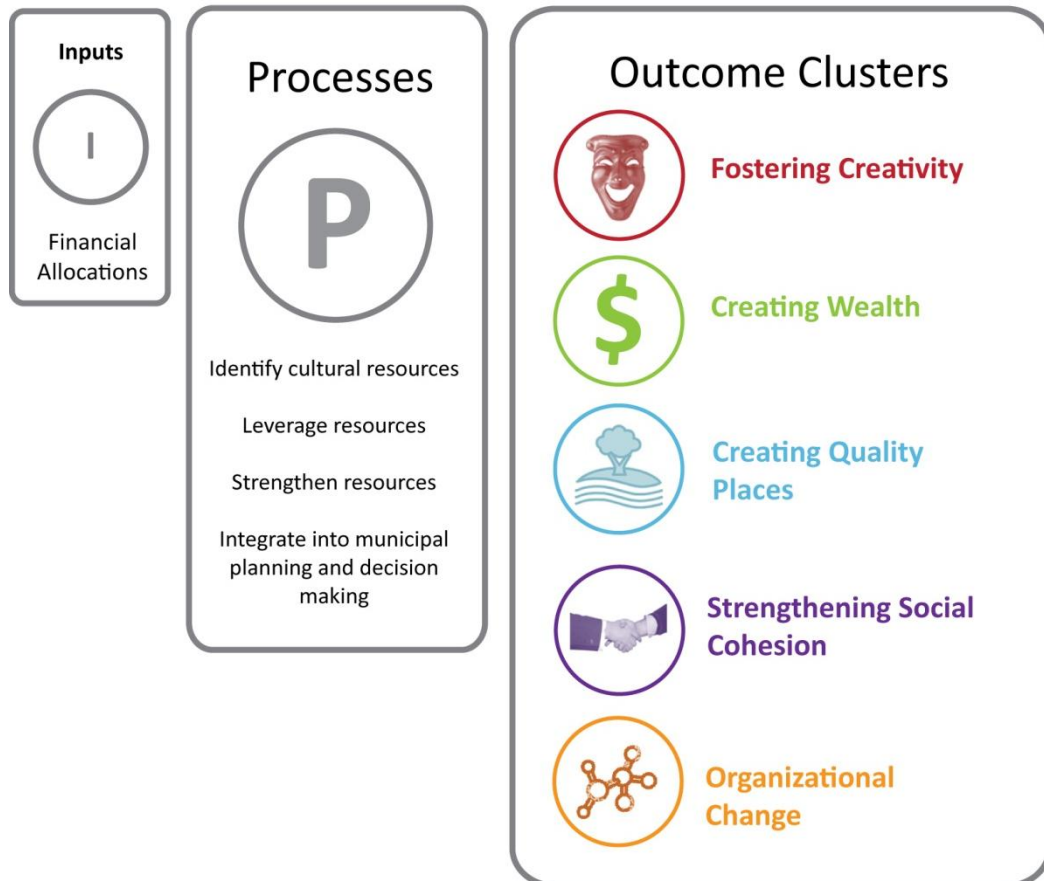 Inputs
I
Financial
Allocations
Processes
P
Identify cultural resources
Leverage resources
Strengthen resources
Integrate into municipal
planning and decision
making
Outcome Clusters
Fostering Creativity
$
Creating Wealth
Creating Quality
Places
Strengthening Social
Cohesion
Organizational
Change